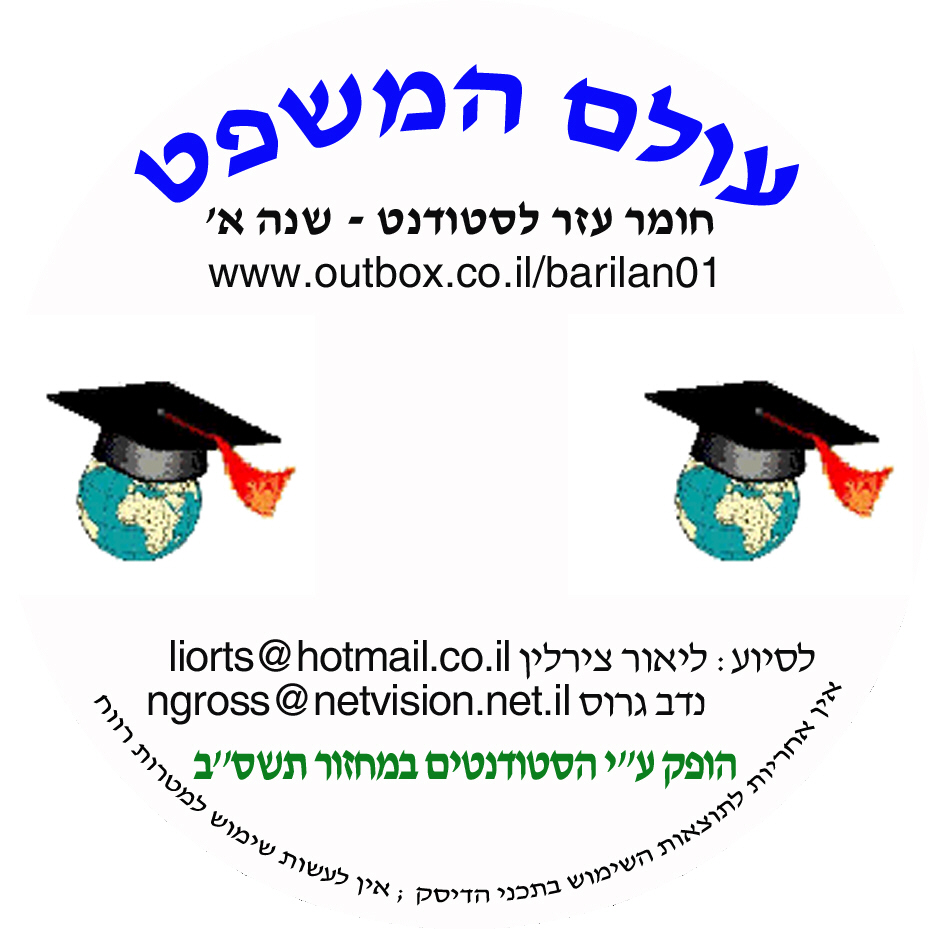 עולם המשפט
חומר עזר לסטודנט - שנה א'
www.outbox.co.il/barilan01
לסיוע : ליאור צירלין liorts@hotmail.co.il
נדב גרוס ngross@netvision.net.il
הופק ע"י הסטודנטים במחזור תשס"ב
אין אחריות לתוצאות השימוש בתכני הדיסק ; אין לעשות שימוש למטרות רווח